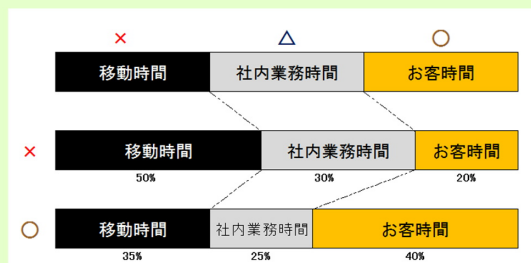 × △ ○
移動時間 社内業務時間 お客時間
× 移動時間 社内業務時間 お客時間
50% 30% 20%
○ 移動時間 社内業務時間 お客時間
35% 25% 40%